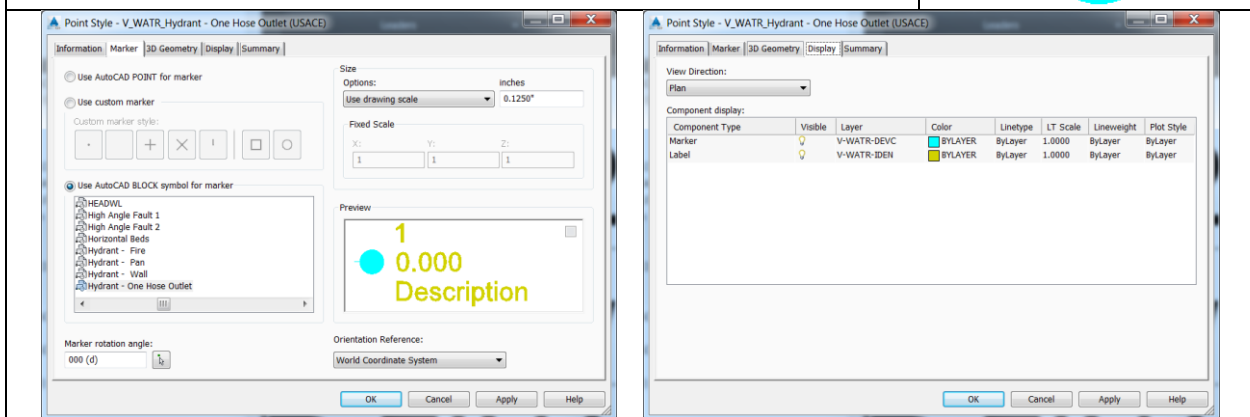 Point Style - V_WATR_Hydrant - One Hose Outlet (USACE)
Information Marker 3D Geometry Display Summary
Use AutoCAD POINT for marker
Use custom marker
Custom marker style:
Use AutoCAD BLOCK symbol for marker
HEADWL
High Angle Fault 1
High Angle Fault 2
Horizontal Beds
Hydrant - Fire
Hydrant - Pan
Hydrant - Wall
Hydrant - One Hose Outlet
Marker rotation angle:
000 (d)
Size
Options: inches
Use drawing scale 0.1250"
Fixed Scale
X: Y: Z:
1 1 1
Preview
1
0.000
Description
Orientation Reference:
World Coordinate System
OK Cancel Apply Help
Point Style - V_WATR_Hydrant - One Hose Outlet (USACE)
Information Marker 3D Geometry Display Summary
View Direction:
Plan
Component display:
Component Type Visible Layer Color Linetype LT Scale Lineweight Plot Style
Marker V-WATR-DEVC BYLAYER ByLayer 1.0000 ByLayer ByLayer
Label V-WATR-IDEN BYLAYER ByLayer 1.0000 ByLayer ByLayer
OK Cancel Apply Help